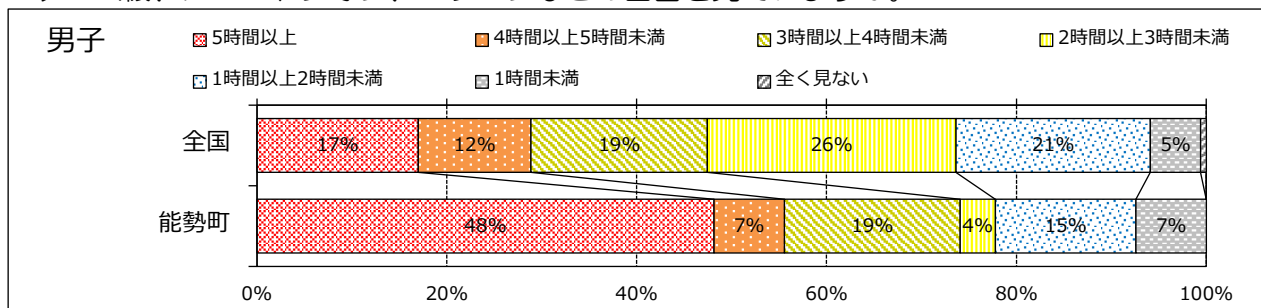 男子
5時間以上 4時間以上5時間未満 3時間以上4時間未満 2時間以上3時間未満
1時間以上2時間未満 1時間未満 全く見ない
全国 17% 12% 19% 26% 21% 5%
能勢町 48% 7% 19% 4% 15% 7%
0% 20% 40% 60% 80% 100%